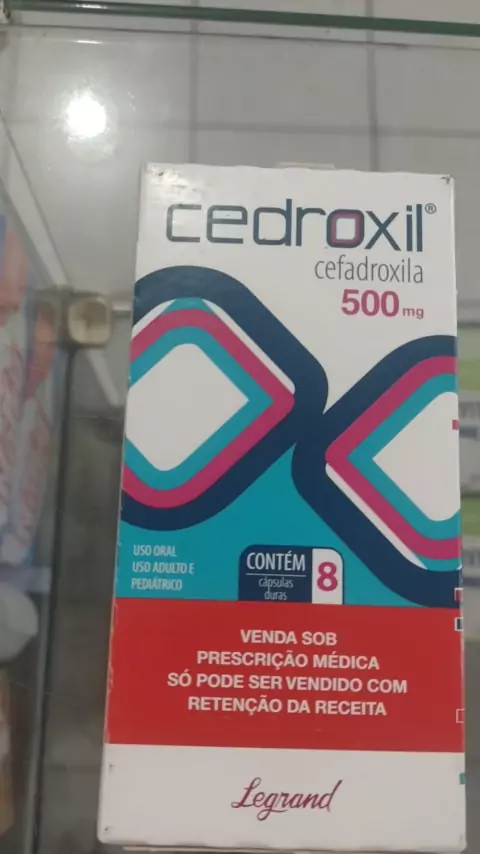 cedroxil®
cefadroxila
500 mg
USO ORAL
USO ADULTO E
PEDIÁTRICO
CONTÉM
cápsulas
duras
8
VENDA SOB
PRESCRIÇÃO MÉDICA
SÓ PODE SER VENDIDO COM
RETENÇÃO DA RECEITA
Legrand